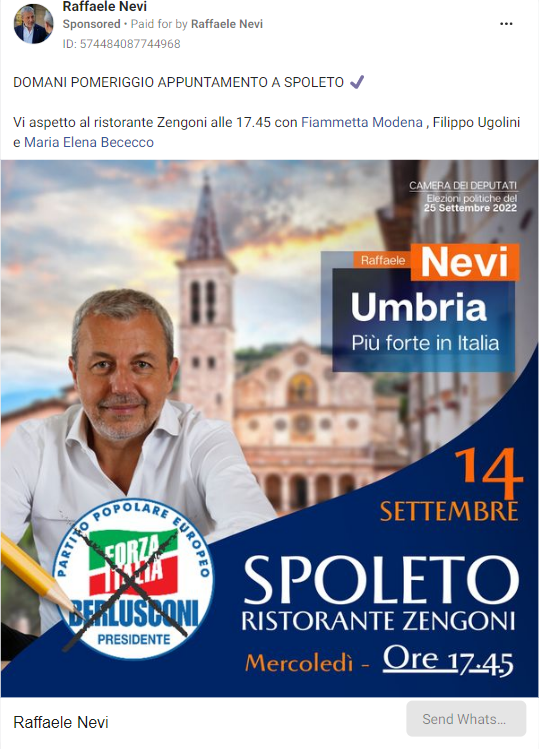 Raffaele Nevi
Sponsored • Paid for by Raffaele Nevi
ID: 574484087744968
DOMANI POMERIGGIO APPUNTAMENTO A SPOLETO ✔
Vi aspetto al ristorante Zengoni alle 17.45 con Fiammetta Modena , Filippo Ugolini
e Maria Elena Bececco
CAMERA DEI DEPUTATI
Elezioni politiche del
25 Settembre 2022
Raffaele Nevi
Umbria
Più forte in Italia
14
SETTEMBRE
PARTITO POPOLARE EUROPEO
FORZA
ITALIA
BERLUSCONI
PRESIDENTE
SPOLETO
RISTORANTE ZENGONI
Mercoledì - Ore 17.45
Raffaele Nevi
Send Whats...